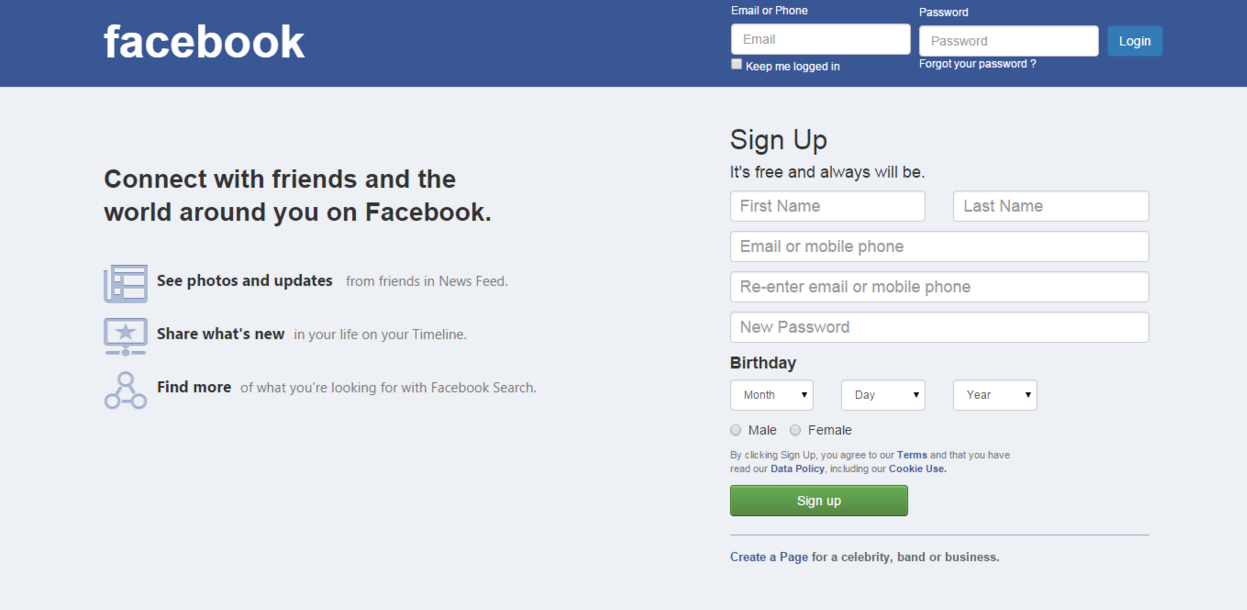 facebook
Email or Phone
Password
Email
Password
Login
Keep me logged in
Forgot your password ?
Connect with friends and the
world around you on Facebook.
See photos and updates from friends in News Feed.
Share what's new in your life on your Timeline.
Find more of what you're looking for with Facebook Search.
Sign Up
It's free and always will be.
First Name
Last Name
Email or mobile phone
Re-enter email or mobile phone
New Password
Birthday
Month
Day
Year
Male
Female
By clicking Sign Up, you agree to our Terms and that you have
read our Data Policy, including our Cookie Use.
Sign up
Create a Page for a celebrity, band or business.